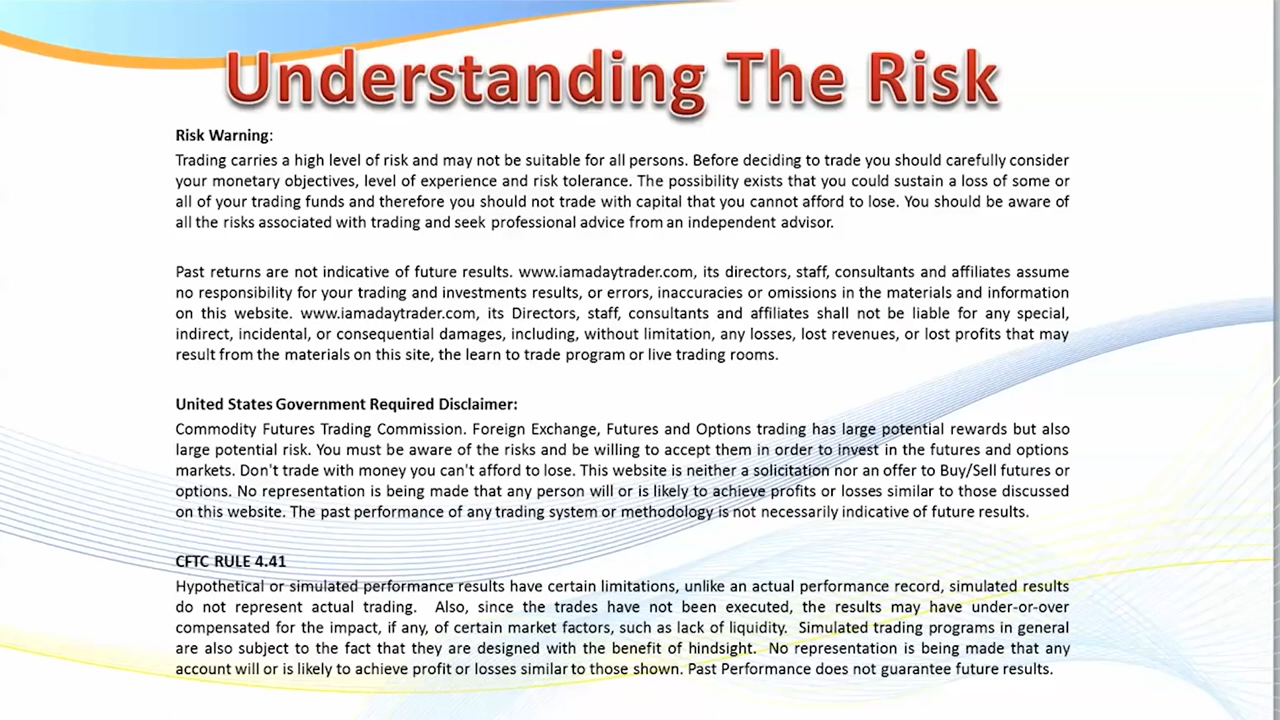 Understanding The Risk
Risk Warning:
Trading carries a high level of risk and may not be suitable for all persons. Before deciding to trade you should carefully consider
your monetary objectives, level of experience and risk tolerance. The possibility exists that you could sustain a loss of some or
all of your trading funds and therefore you should not trade with capital that you cannot afford to lose. You should be aware of
all the risks associated with trading and seek professional advice from an independent advisor.
Past returns are not indicative of future results. www.iamadaytrader.com, its directors, staff, consultants and affiliates assume
no responsibility for your trading and investments results, or errors, inaccuracies or omissions in the materials and information
on this website. www.iamadaytrader.com, its Directors, staff, consultants and affiliates shall not be liable for any special,
indirect, incidental, or consequential damages, including, without limitation, any losses, lost revenues, or lost profits that may
result from the materials on this site, the learn to trade program or live trading rooms.
United States Government Required Disclaimer:
Commodity Futures Trading Commission. Foreign Exchange, Futures and Options trading has large potential rewards but also
large potential risk. You must be aware of the risks and be willing to accept them in order to invest in the futures and options
markets. Don't trade with money you can't afford to lose. This website is neither a solicitation nor an offer to Buy/Sell futures or
options. No representation is being made that any person will or is likely to achieve profits or losses similar to those discussed
on this website. The past performance of any trading system or methodology is not necessarily indicative of future results.
CFTC RULE 4.41
Hypothetical or simulated performance results have certain limitations, unlike an actual performance record, simulated results
do not represent actual trading. Also, since the trades have not been executed, the results may have under-or-over
compensated for the impact, if any, of certain market factors, such as lack of liquidity. Simulated trading programs in general
are also subject to the fact that they are designed with the benefit of hindsight. No representation is being made that any
account will or is likely to achieve profit or losses similar to those shown. Past Performance does not guarantee future results.